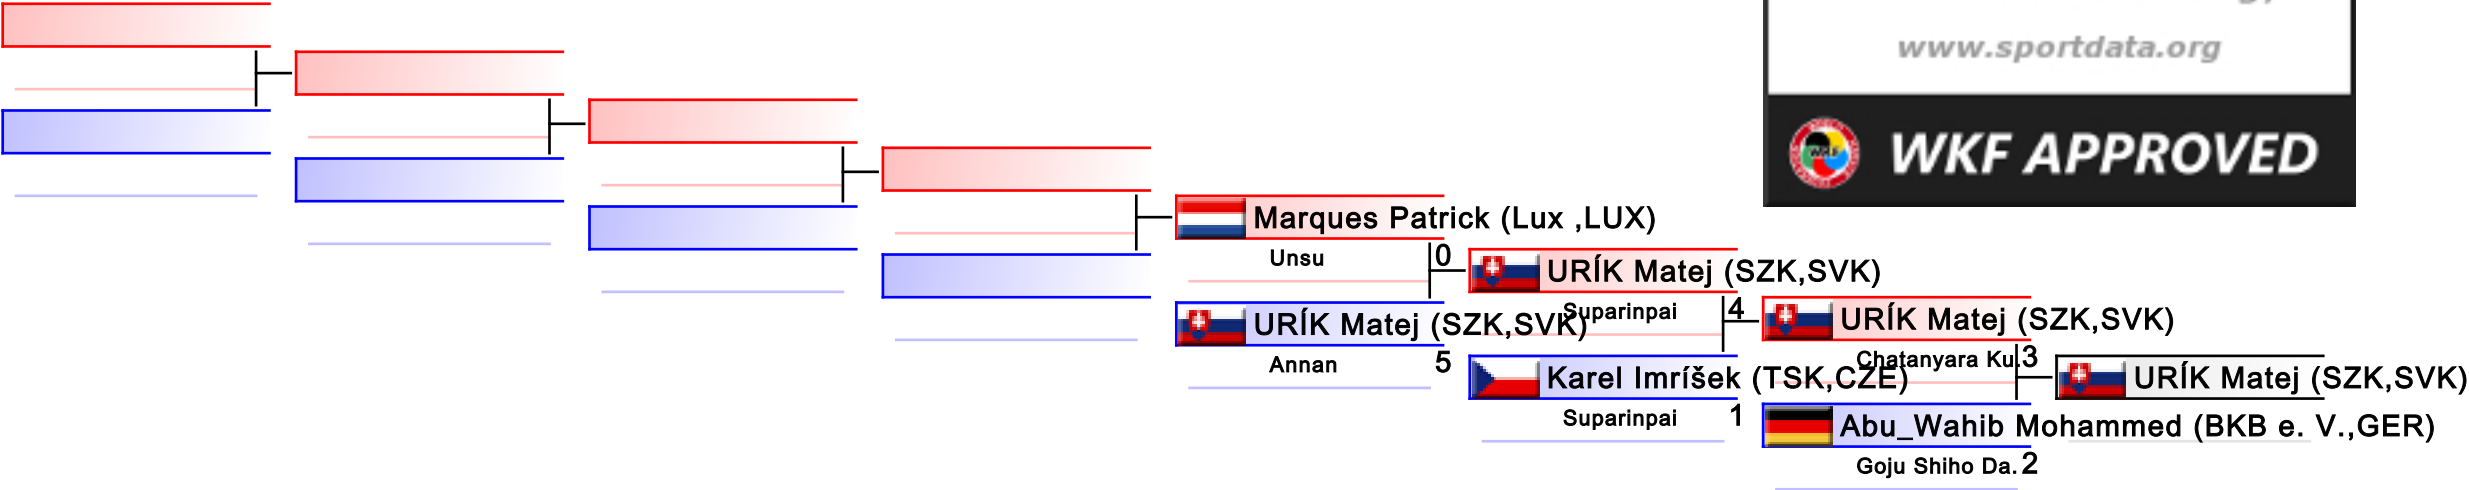 www.sportdata.org
WKF APPROVED
Marques Patrick (Lux ,LUX)
Unsu
0
URÍK Matej (SZK,SVK)
Annan
5
URÍK Matej (SZK,SVK)
Suparinpai
4
Karel Imríšek (TSK,CZE)
Suparinpai
1
URÍK Matej (SZK,SVK)
Chatanyara Ku.
3
Abu_Wahib Mohammed (BKB e. V.,GER)
Goju Shiho Da.
2
URÍK Matej (SZK,SVK)